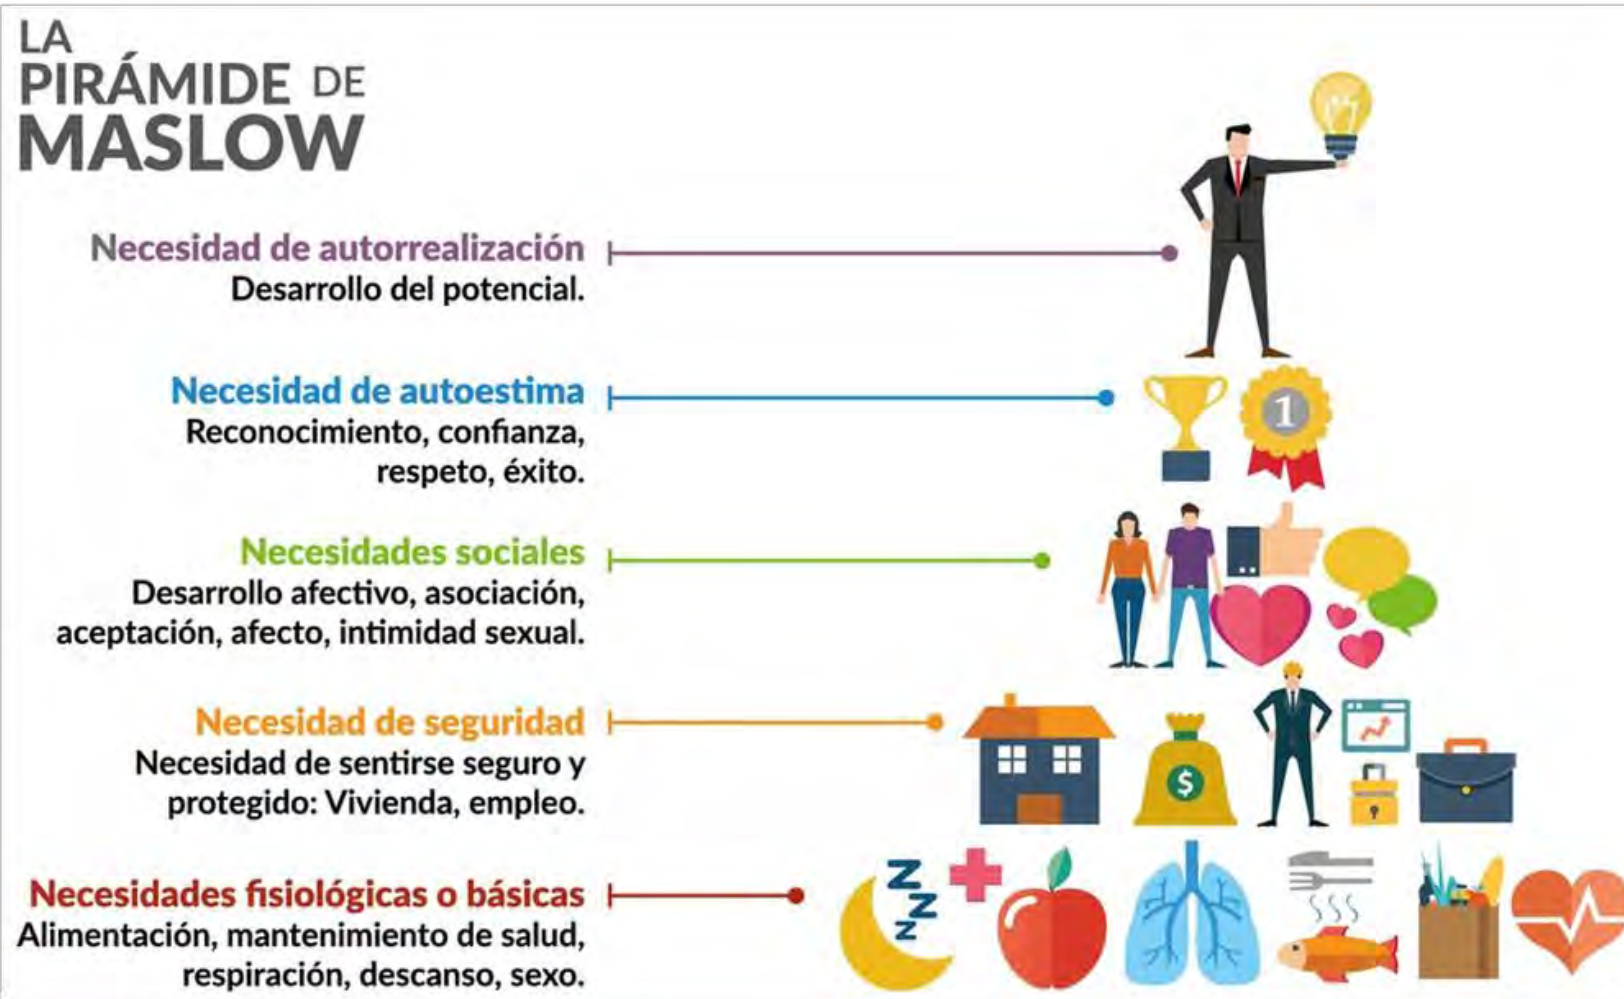 LA
PIRÁMIDE DE
MASLOW
Necesidad de autorrealización
Desarrollo del potencial.
Necesidad de autoestima
Reconocimiento, confianza,
respeto, éxito.
1
Necesidades sociales
Desarrollo afectivo, asociación,
aceptación, afecto, intimidad sexual.
Necesidad de seguridad
Necesidad de sentirse seguro y
protegido: Vivienda, empleo.
$
Necesidades fisiológicas o básicas
Alimentación, mantenimiento de salud,
respiración, descanso, sexo.
Z
Z
Z